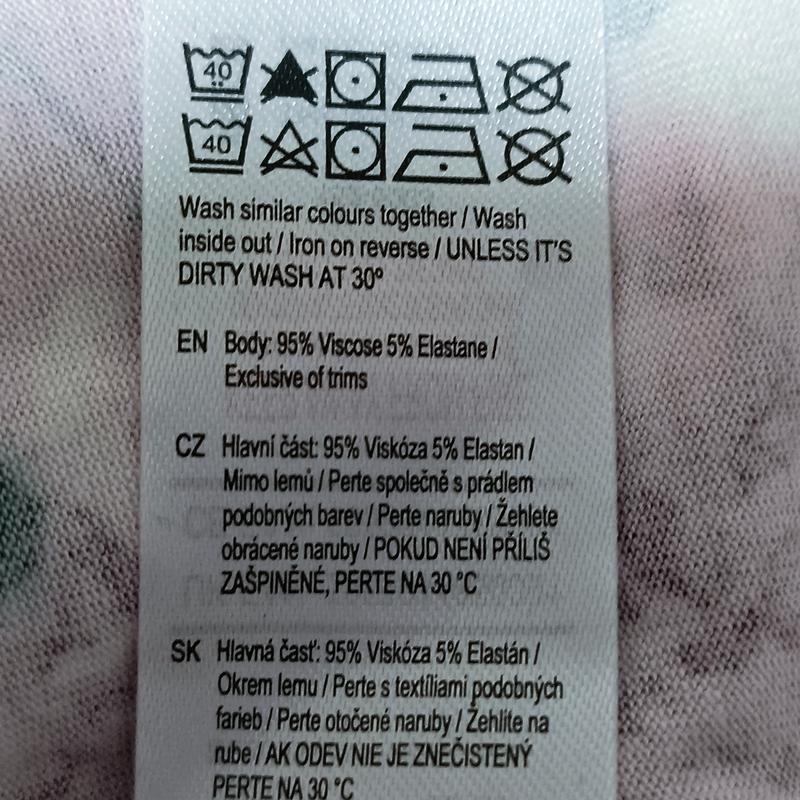 40
40
Wash similar colours together / Wash
inside out / Iron on reverse / UNLESS IT'S
DIRTY WASH AT 30º
EN Body: 95% Viscose 5% Elastane /
Exclusive of trims
CZ Hlavní část: 95% Viskóza 5% Elastan /
Mimo lemů / Perte společně s prádlem
podobných barev / Perte naruby / Žehlete
obrácené naruby / POKUD NENÍ PŘÍLIŠ
ZAŠPINĚNÉ, PERTE NA 30 °C
SK Hlavná časť: 95% Viskóza 5% Elastán /
Okrem lemu / Perte s textíliami podobných
farieb / Perte otočené naruby / Žehlite na
rube / AK ODEV NIE JE ZNEČISTENÝ
PERTE NA 30 °C